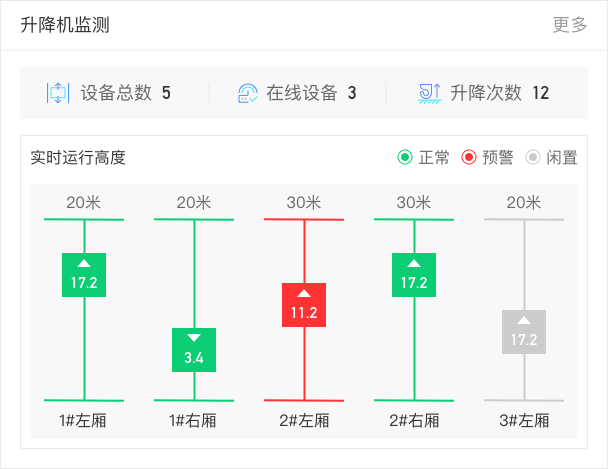 升降机监测 更多
设备总数 5 在线设备 3 升降次数 12
实时运行高度 正常 预警 闲置
20米 20米 30米 30米 20米
17.2 3.4 11.2 17.2 17.2
1#左厢 1#右厢 2#左厢 2#右厢 3#左厢